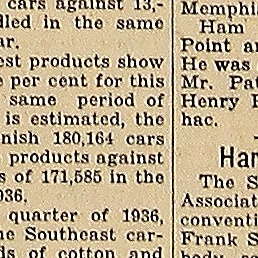 cars against 13,-
lled in the same
ar.
est products show
e per cent for this
same period of
is estimated, the
nish 180,164 cars
products against
s of 171,585 in the
936.
quarter of 1936,
he Southeast car-
ds of cotton and
Memphi
Ham
Point a
He was
Mr. Pat
Henry
hac.
Har
The S
Associat
conventi
Frank S